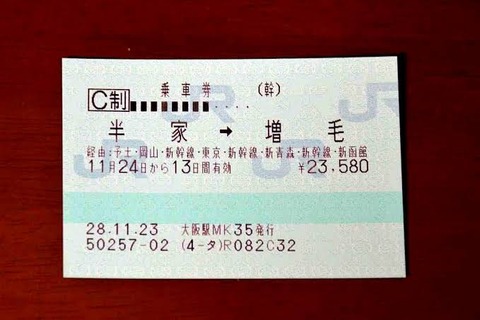 乗車券 (幹)
C制 ■■■■■■■■■....
半家 → 増毛
経由:予土・岡山・新幹線・東京・新幹線・新青森・新幹線・新函館
11月24日から13日間有効 ¥23,580
28.11.23 大阪駅MK35発行
50257-02 (4-タ)R082C32